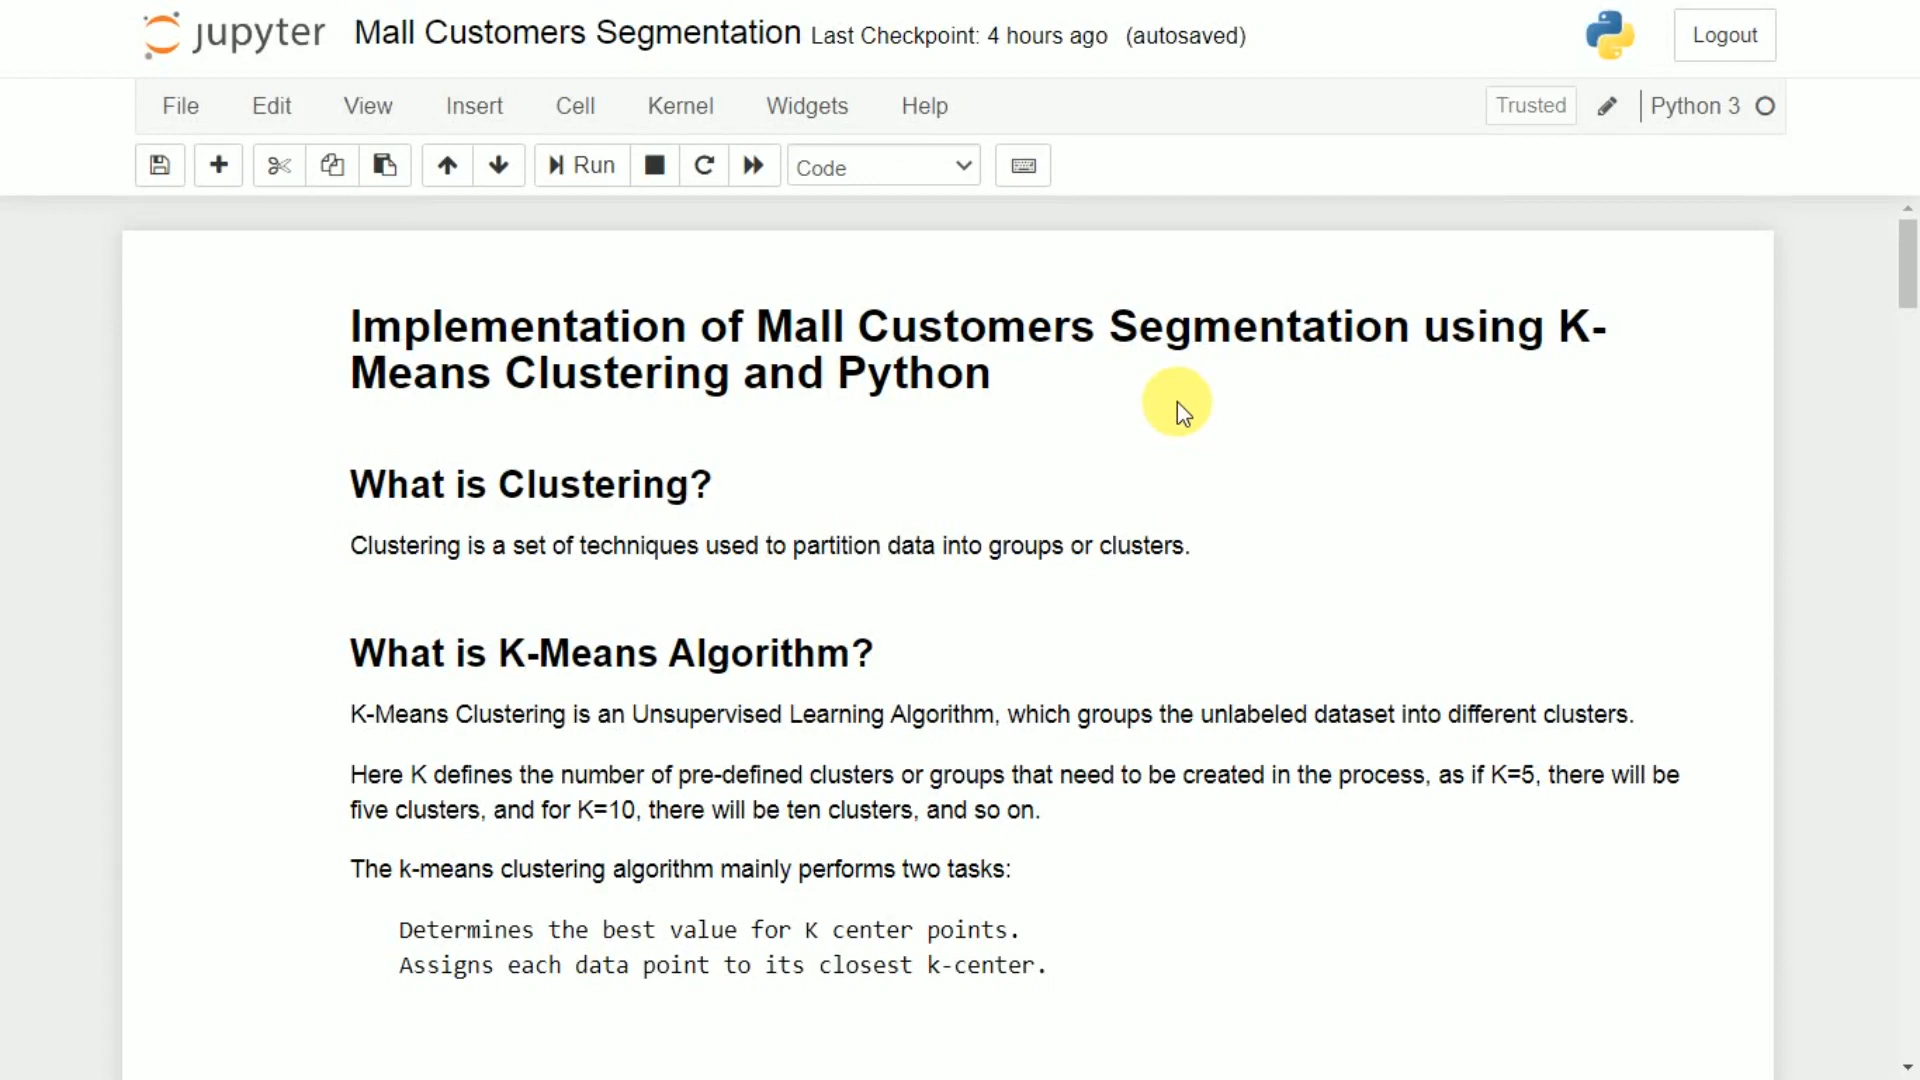 jupyter Mall Customers Segmentation Last Checkpoint: 4 hours ago (autosaved) Logout
File Edit View Insert Cell Kernel Widgets Help Trusted Python 3
Run Code
Implementation of Mall Customers Segmentation using K-
Means Clustering and Python
What is Clustering?
Clustering is a set of techniques used to partition data into groups or clusters.
What is K-Means Algorithm?
K-Means Clustering is an Unsupervised Learning Algorithm, which groups the unlabeled dataset into different clusters.
Here K defines the number of pre-defined clusters or groups that need to be created in the process, as if K=5, there will be
five clusters, and for K=10, there will be ten clusters, and so on.
The k-means clustering algorithm mainly performs two tasks:
Determines the best value for K center points.
Assigns each data point to its closest k-center.